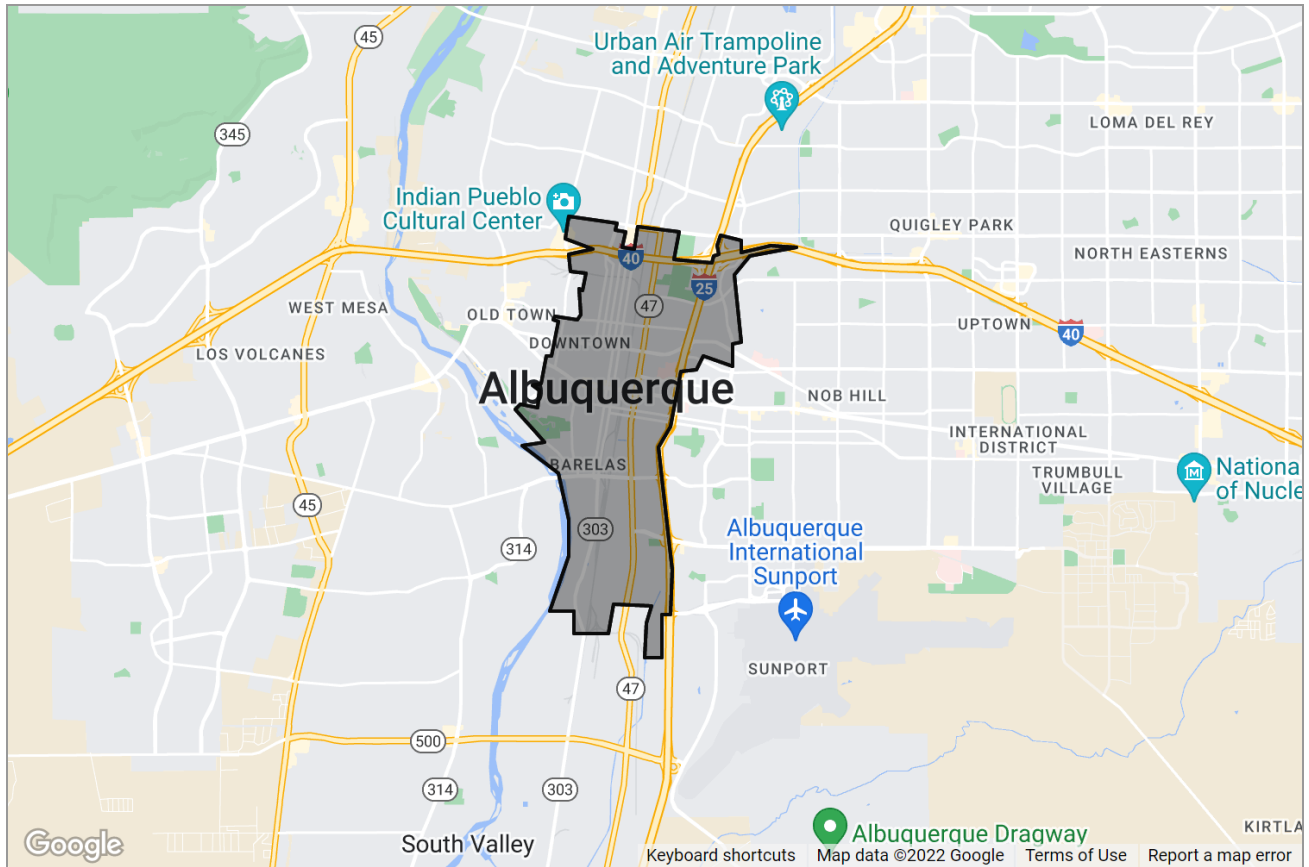 45
Urban Air Trampoline
and Adventure Park
345
LOMA DEL REY
Indian Pueblo
Cultural Center
QUIGLEY PARK
NORTH EASTERNS
40
25
WEST MESA
OLD TOWN
47
UPTOWN
40
DOWNTOWN
LOS VOLCANES
Albuquerque
NOB HILL
INTERNATIONAL
DISTRICT
BARELAS
TRUMBULL
VILLAGE
Nationa
of Nucle
45
303
314
Albuquerque
International
Sunport
SUNPORT
47
500
314
303
Albuquerque Dragway
KIRTLA
South Valley
Google
Keyboard shortcuts
Map data ©2022 Google
Terms of Use
Report a map error